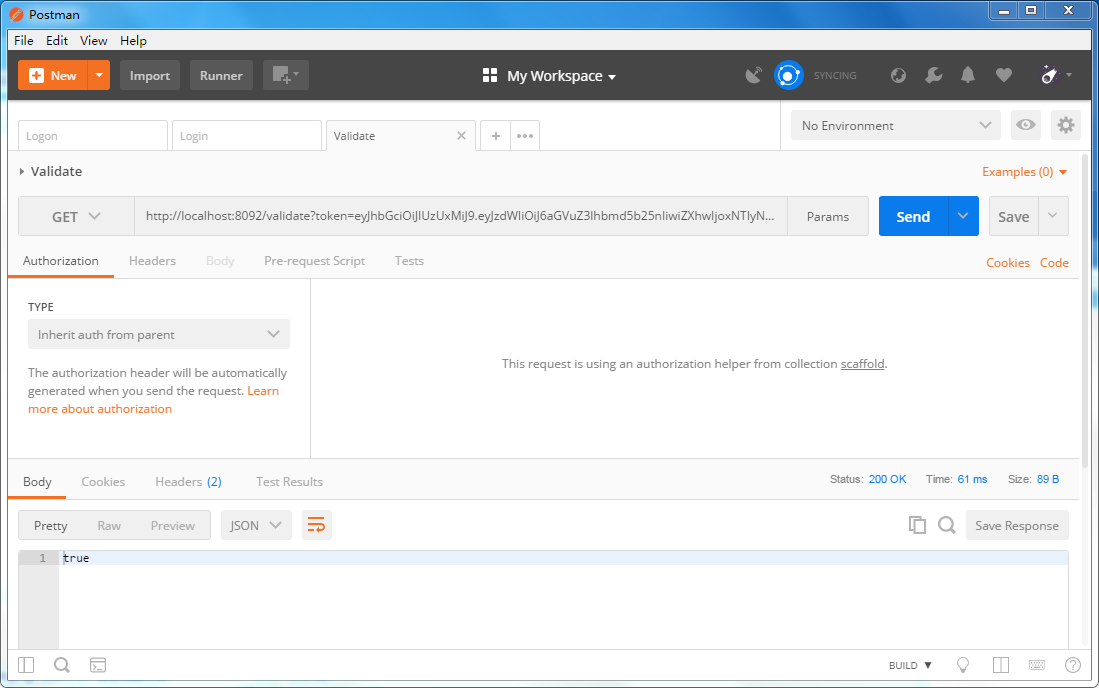 Postman
File Edit View Help
New Import Runner My Workspace SYNCING
Logon Login Validate No Environment
Validate Examples (0)
GET http://localhost:8092/validate?token=eyJhbGciOiJIUzUxMiJ9.eyJzdWIiOiJ6aGVuZ3lhbmd5b25nIiwiZXhwIjoxNTIyN... Params Send Save
Authorization Headers Body Pre-request Script Tests Cookies Code
TYPE
Inherit auth from parent
The authorization header will be automatically
generated when you send the request. Learn
more about authorization
This request is using an authorization helper from collection scaffold.
Body Cookies Headers (2) Test Results Status: 200 OK Time: 61 ms Size: 89 B
Pretty Raw Preview JSON Save Response
1 true
BUILD